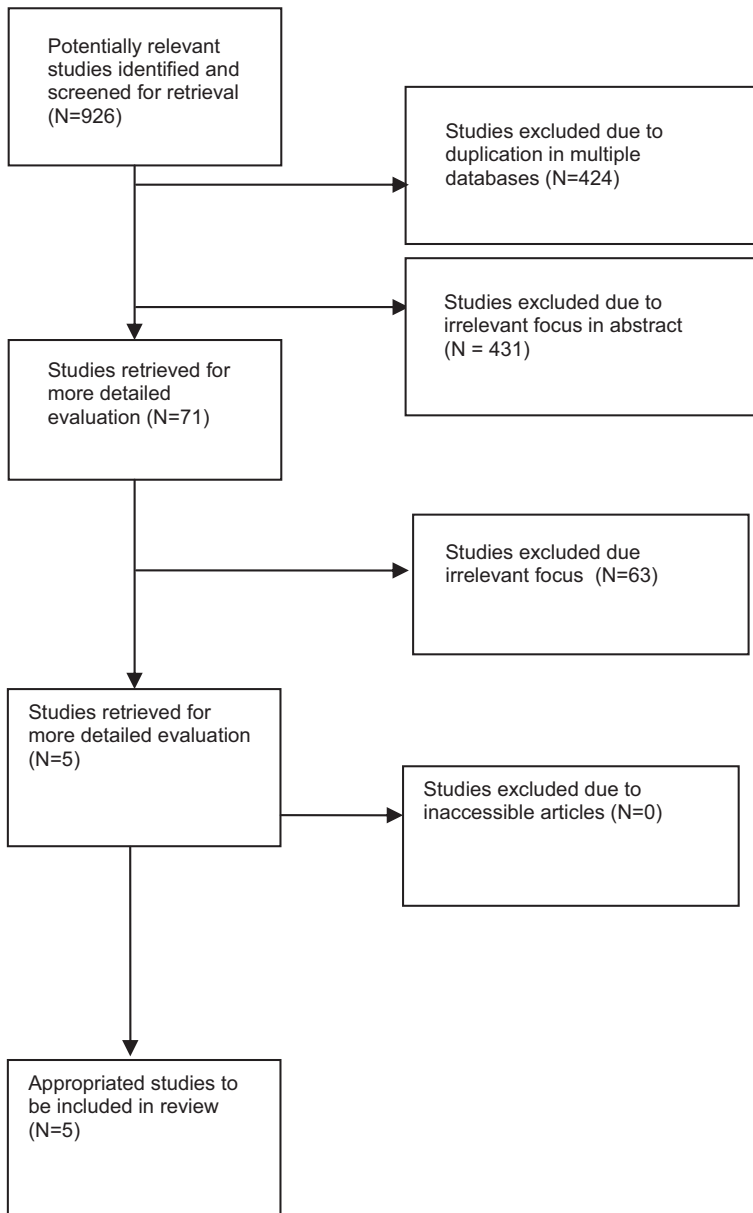 Potentially relevant
studies identified and
screened for retrieval
(N=926)
Studies excluded due to
duplication in multiple
databases (N=424)
Studies excluded due to
irrelevant focus in abstract
(N = 431)
Studies retrieved for
more detailed
evaluation (N=71)
Studies excluded due
irrelevant focus (N=63)
Studies retrieved for
more detailed evaluation
(N=5)
Studies excluded due to
inaccessible articles (N=0)
Appropriated studies to
be included in review
(N=5)